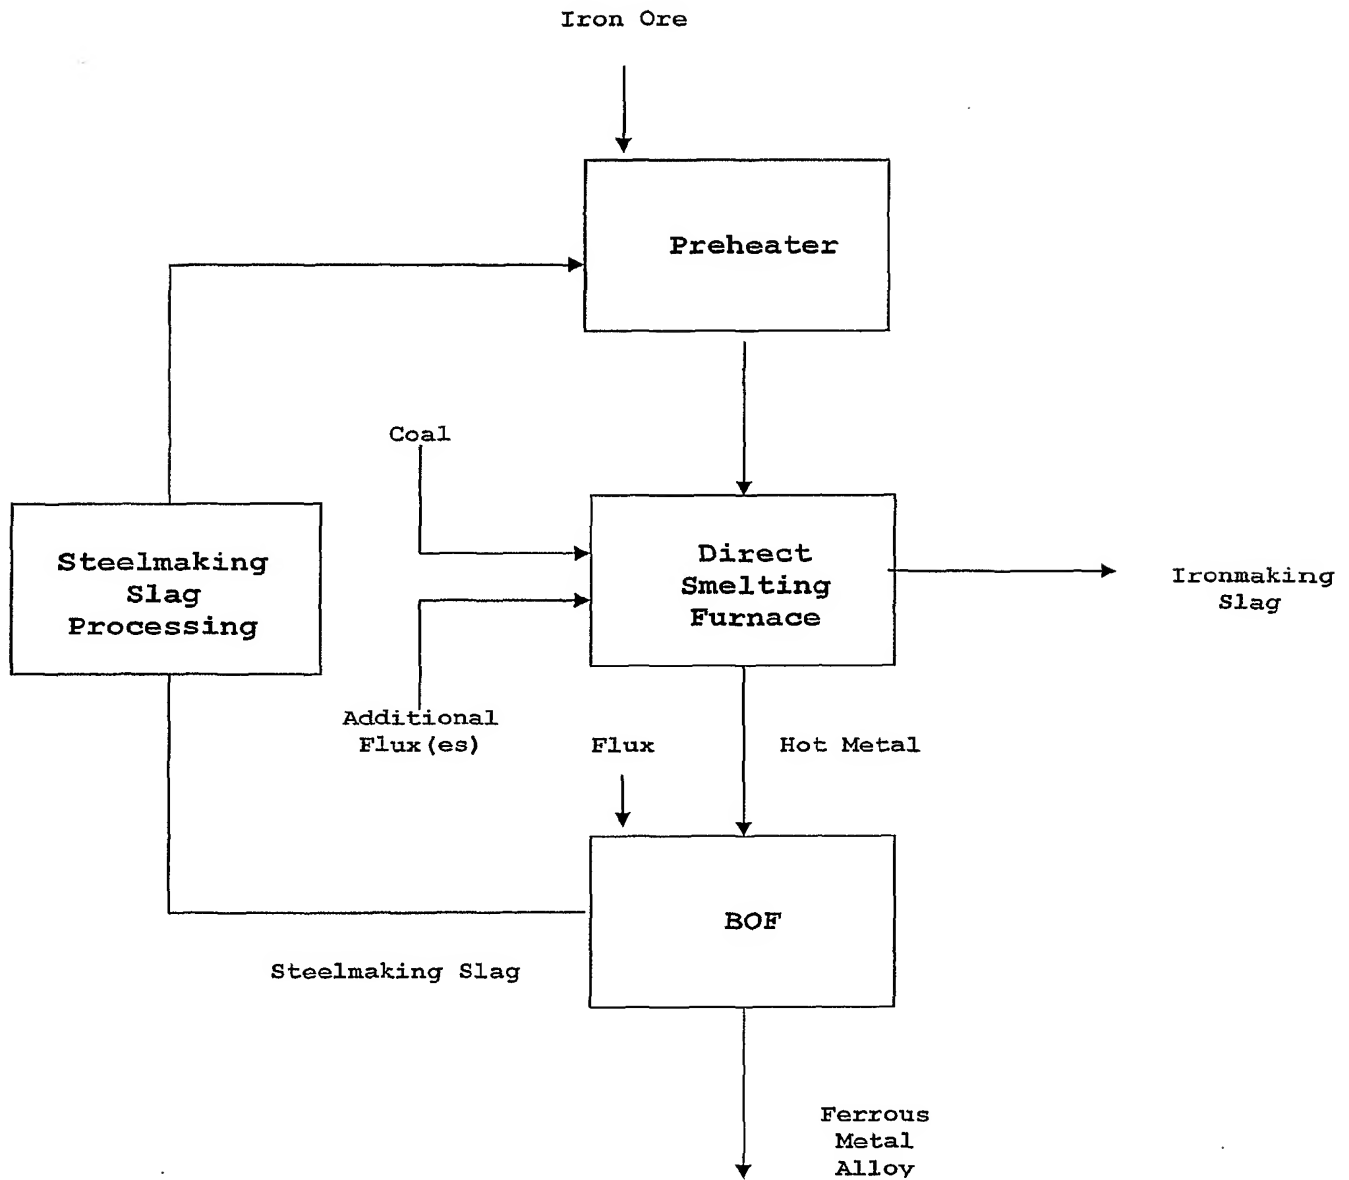 Iron Ore
Preheater
Coal
Steelmaking
Slag
Processing
Direct
Smelting
Furnace
Ironmaking
Slag
Additional
Flux(es)
Flux
Hot Metal
BOF
Steelmaking Slag
Ferrous
Metal
Alloy